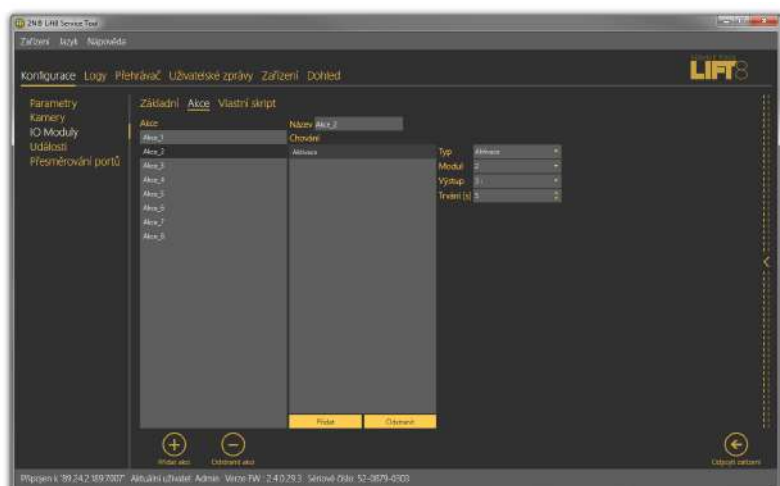 2N® Lift8 Service Tool
Zařízení Jazyk Nápověda
Konfigurace Logy Přehrávač Uživatelské zprávy Zařízení Dohled
LIFT8
Parametry
Kamery
IO Moduly
Události
Přesměrování portů
Základní Akce Vlastní skript
Akce
Akce_1
Akce_2
Akce_3
Akce_4
Akce_5
Akce_6
Akce_7
Akce_8
Název Akce_2
Chování
Aktivace
Typ Aktivace
Modul 2
Výstup 3 -
Trvání [s] 5
Přidat Odstranit
Přidat akci Odstranit akci
Odpojit zařízení
Připojen k '89.24.2.189:7007' Aktuální uživatel: Admin Verze FW : 2.4.0.29.3 Sériové číslo: 52-0879-0303